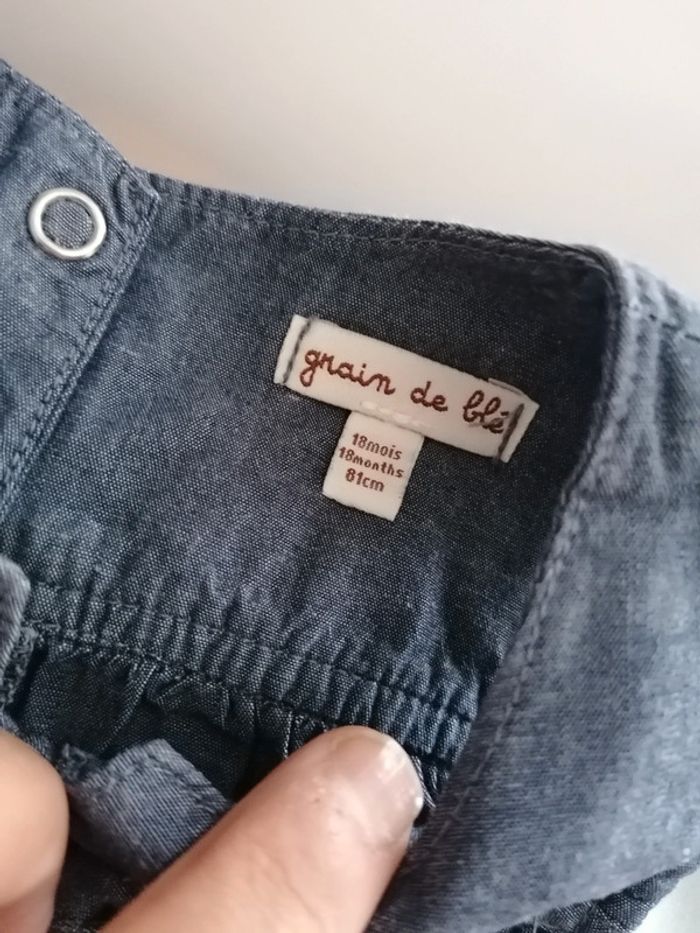 grain de blé
18mois
18months
81cm